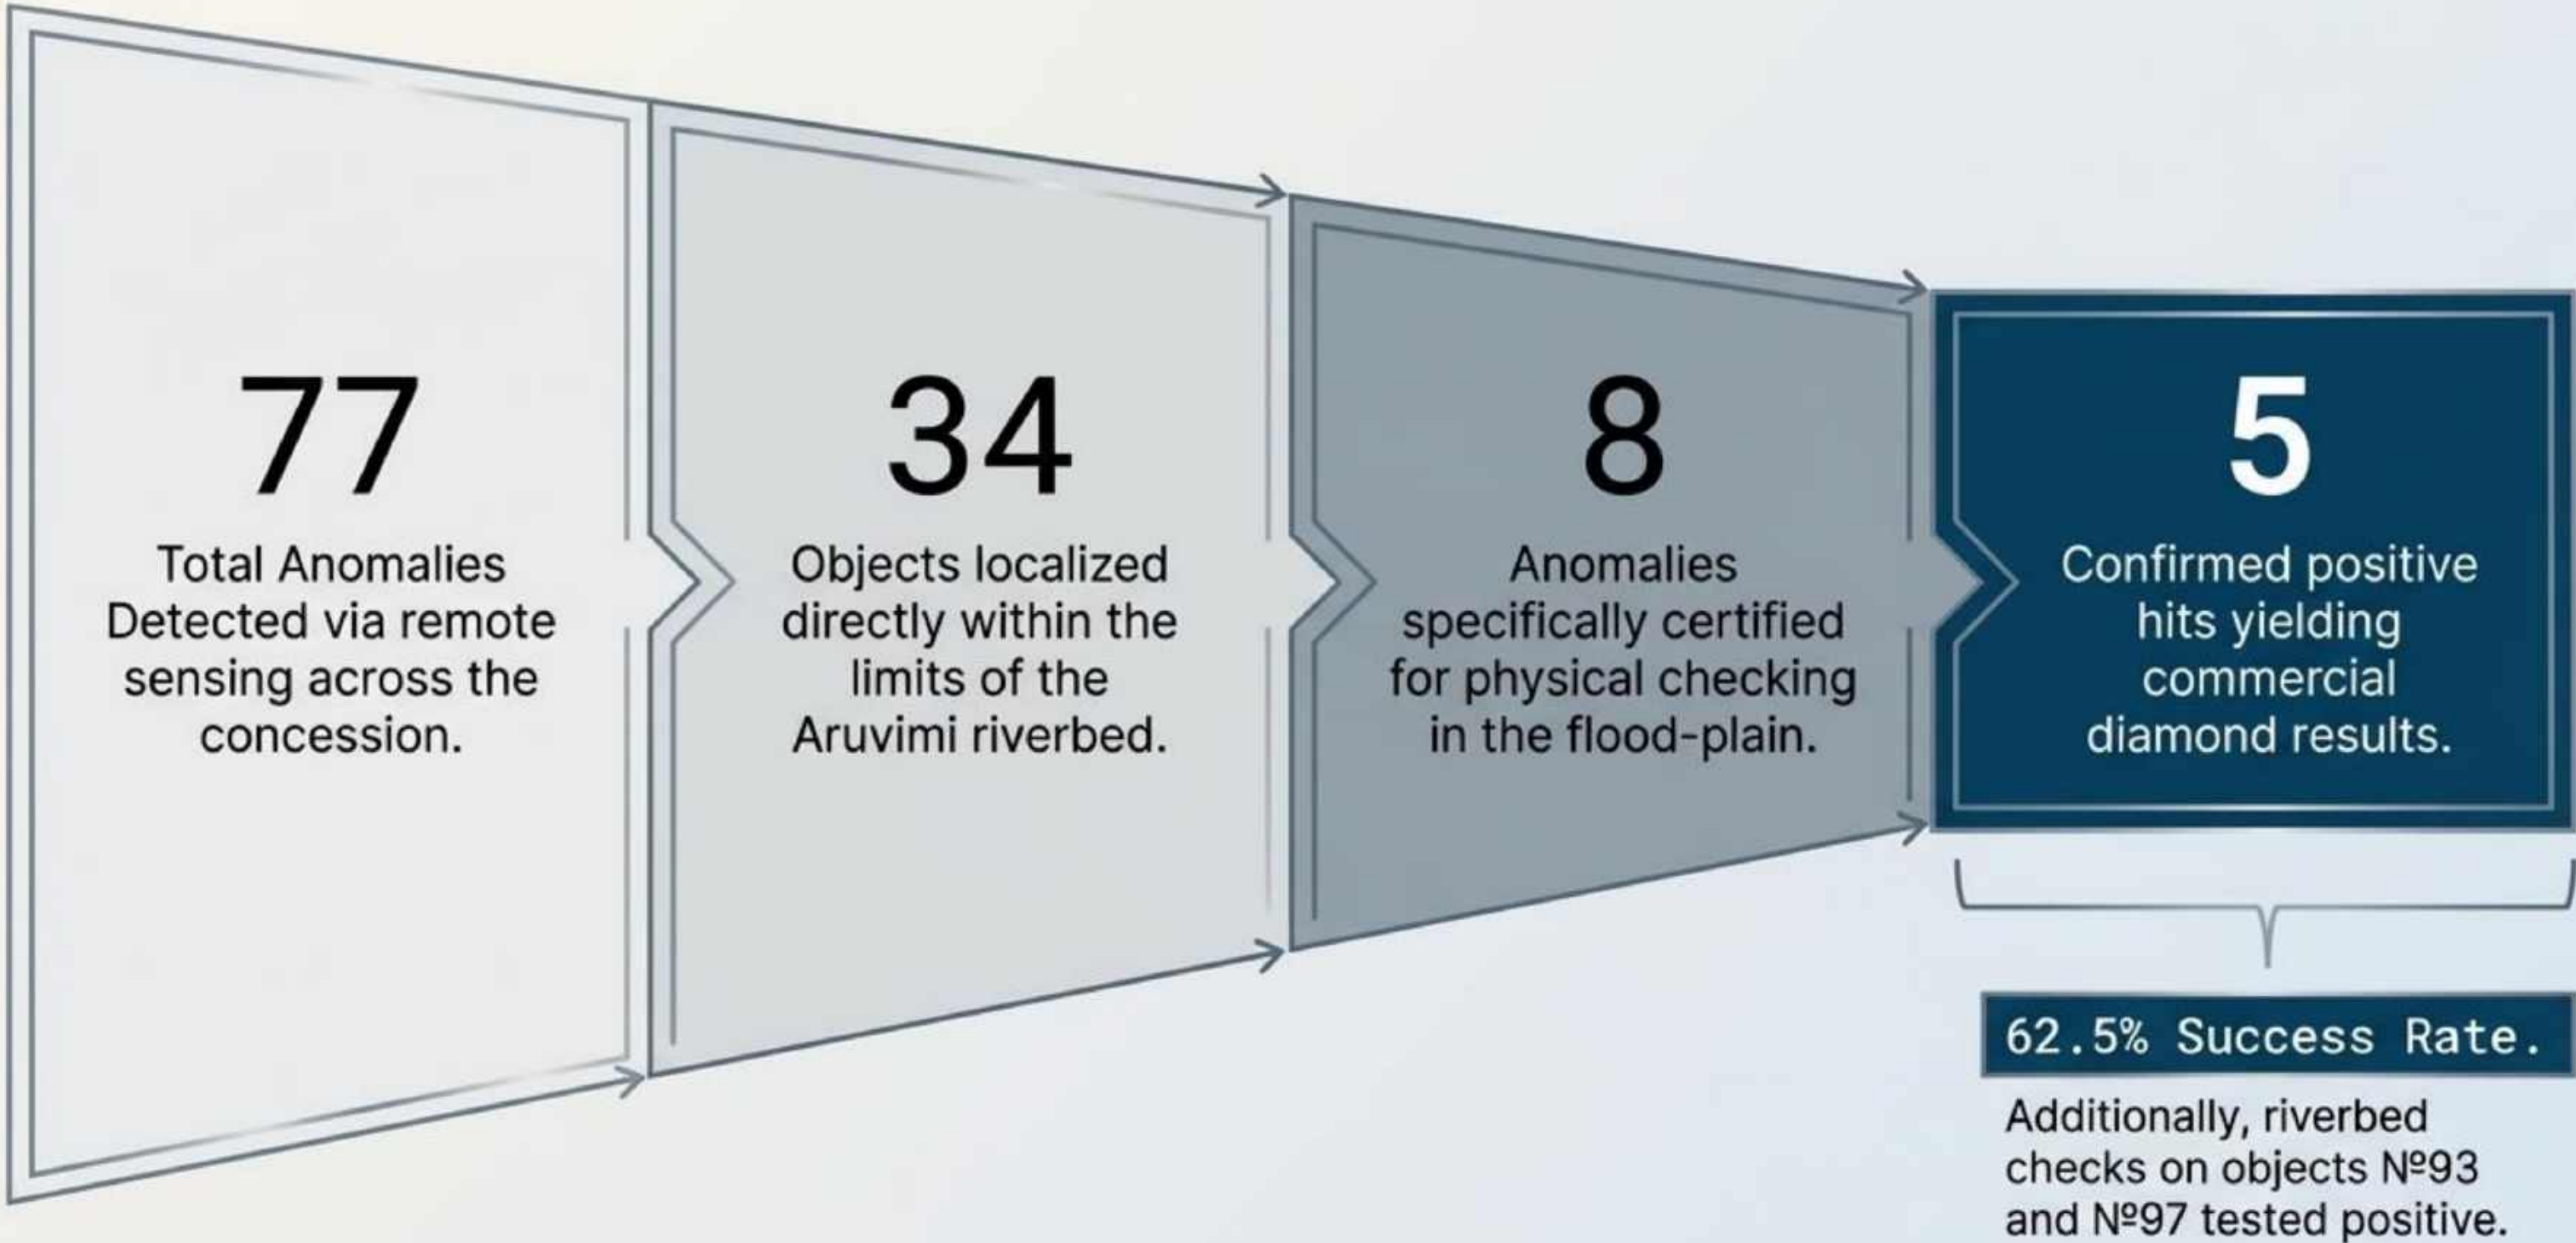 77
Total Anomalies
Detected via remote
sensing across the
concession.
34
Objects localized
directly within the
limits of the
Aruvimi riverbed.
8
Anomalies
specifically certified
for physical checking
in the flood-plain.
5
Confirmed positive
hits yielding
commercial
diamond results.
62.5% Success Rate.
Additionally, riverbed
checks on objects №93
and №97 tested positive.